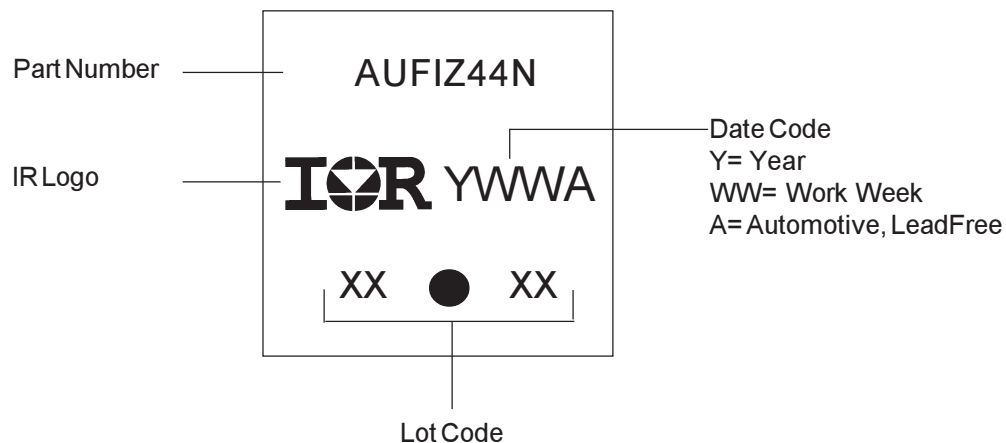 Part Number
AUFIZ44N
IR Logo
IOR YWWA
Date Code
Y= Year
WW= Work Week
A= Automotive, LeadFree
XX XX
Lot Code